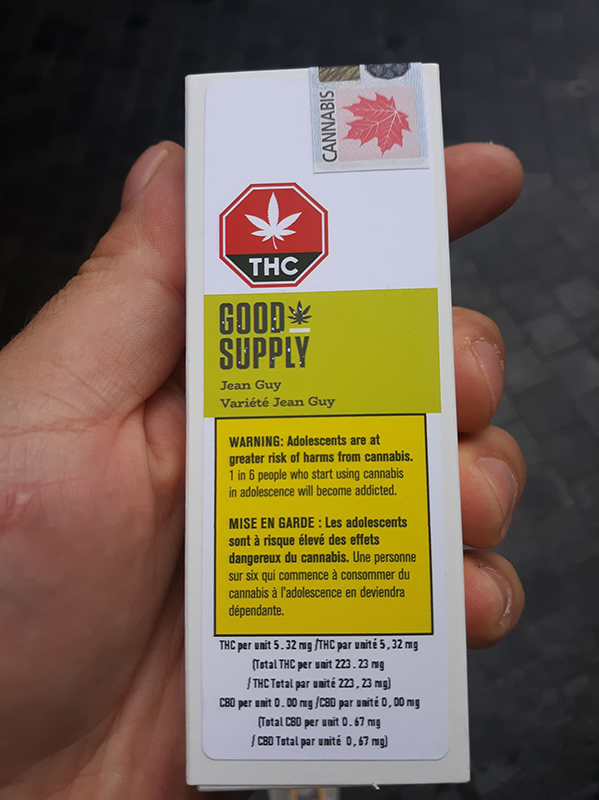 CANNABIS
THC
GOOD
SUPPLY
Jean Guy
Variété Jean Guy
WARNING: Adolescents are at
greater risk of harms from cannabis.
1 in 6 people who start using cannabis
in adolescence will become addicted.
MISE EN GARDE : Les adolescents
sont à risque élevé des effets
dangereux du cannabis. Une personne
sur six qui commence à consommer du
cannabis à l'adolescence en deviendra
dépendante.
THC per unit 5.32 mg /THC par unité 5,32 mg
(Total THC per unit 223.23 mg
/ THC Total par unité 223,23 mg)
CBD per unit 0.00 mg /CBD par unité 0,00 mg
(Total CBD per unit 0.67 mg
/ CBD Total par unité 0,67 mg)